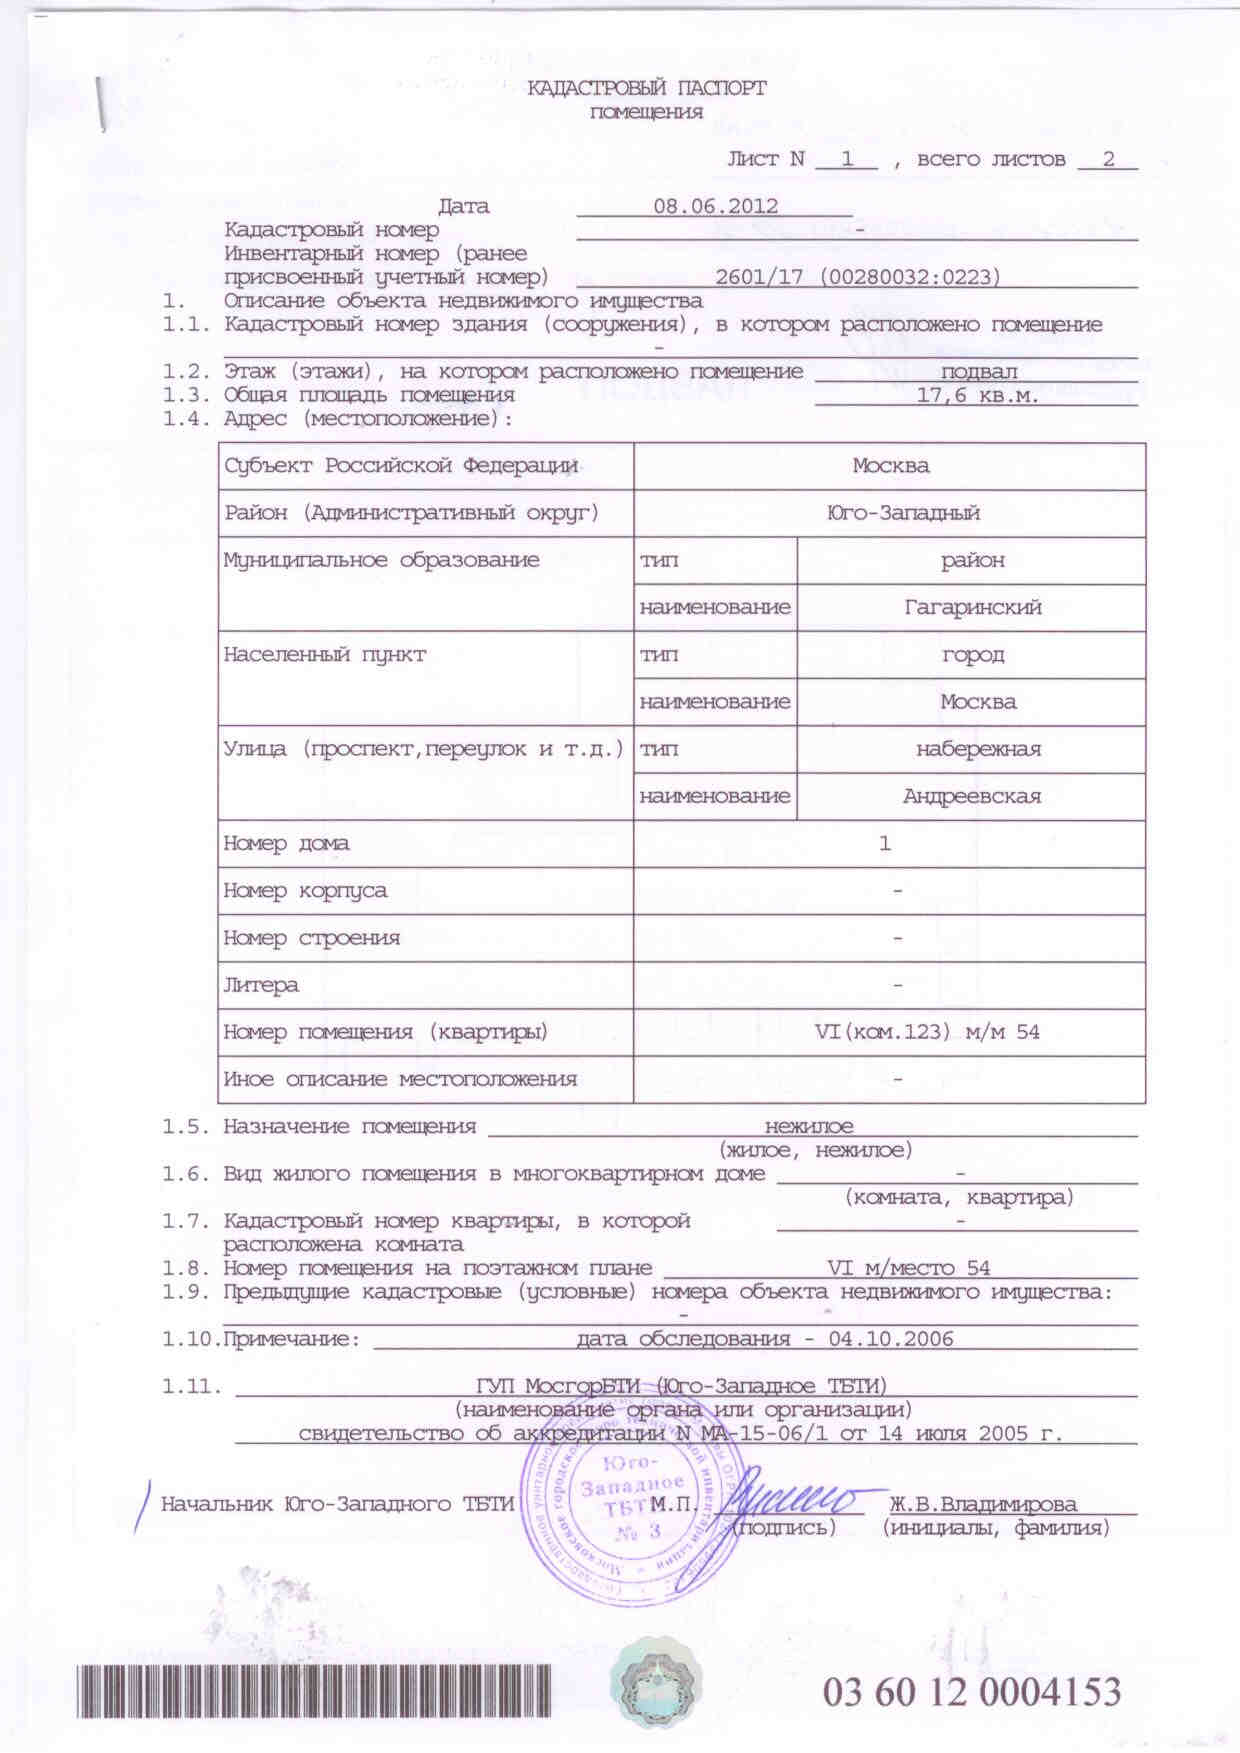 КАДАСТРОВЫЙ ПАСПОРТ
помещения
Лист N 1 , всего листов 2
Дата 08.06.2012
Кадастровый номер -
Инвентарный номер (ранее
присвоенный учетный номер) 2601/17 (00280032:0223)
1. Описание объекта недвижимого имущества
1.1. Кадастровый номер здания (сооружения), в котором расположено помещение
-
1.2. Этаж (этажи), на котором расположено помещение подвал
1.3. Общая площадь помещения 17,6 кв.м.
1.4. Адрес (местоположение):
Субъект Российской Федерации Москва
Район (Административный округ) Юго-Западный
Муниципальное образование тип район
наименование Гагаринский
Населенный пункт тип город
наименование Москва
Улица (проспект,переулок и т.д.) тип набережная
наименование Андреевская
Номер дома 1
Номер корпуса -
Номер строения -
Литера -
Номер помещения (квартиры) VI(ком.123) м/м 54
Иное описание местоположения -
1.5. Назначение помещения нежилое
(жилое, нежилое)
1.6. Вид жилого помещения в многоквартирном доме -
(комната, квартира)
1.7. Кадастровый номер квартиры, в которой -
расположена комната
1.8. Номер помещения на поэтажном плане VI м/место 54
1.9. Предыдущие кадастровые (условные) номера объекта недвижимого имущества:
-
1.10.Примечание: дата обследования - 04.10.2006
1.11. ГУП МосгорБТИ (Юго-Западное ТБТИ)
(наименование органа или организации)
свидетельство об аккредитации N МА-15-06/1 от 14 июля 2005 г.
Юго-
Западное
ТБТИ
№ 3
Начальник Юго-Западного ТБТИ М.П. Ж.В.Владимирова
(подпись) (инициалы, фамилия)
03 60 12 0004153